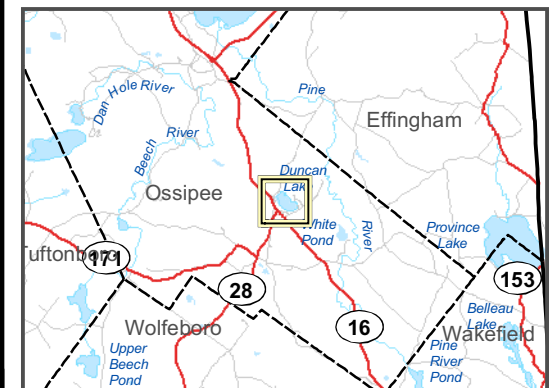 Dan Hole River
Pine
Effingham
Beech
River
Duncan
Lake
Ossipee
White
Pond
River
Province
Lake
Tuftonboro
171
153
28
Belleau
Lake
Wolfeboro
16
Wakefield
Upper
Beech
Pond
Pine
River
Pond